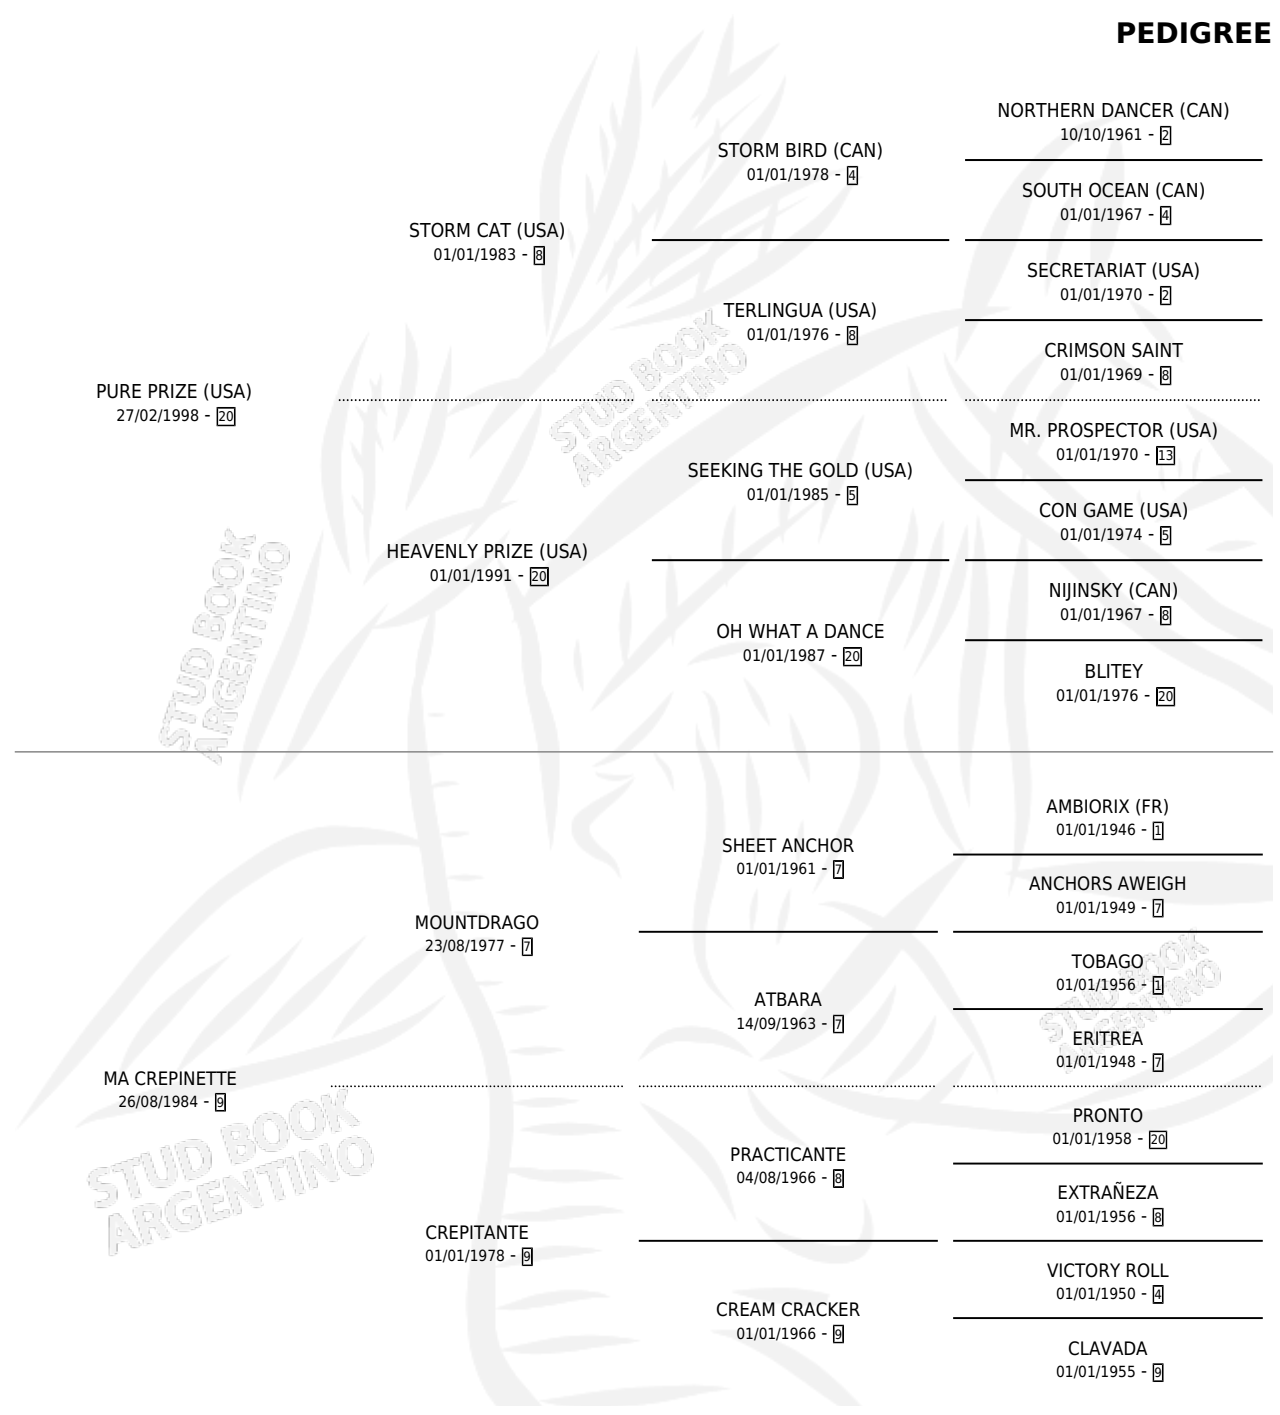 PEDIGREE
NORTHERN DANCER (CAN)
10/10/1961 - 2
STORM BIRD (CAN)
01/01/1978 - 4
SOUTH OCEAN (CAN)
01/01/1967 - 4
STORM CAT (USA)
01/01/1983 - 8
SECRETARIAT (USA)
01/01/1970 - 2
TERLINGUA (USA)
01/01/1976 - 8
CRIMSON SAINT
01/01/1969 - 8
PURE PRIZE (USA)
27/02/1998 - 20
MR. PROSPECTOR (USA)
01/01/1970 - 13
SEEKING THE GOLD (USA)
01/01/1985 - 5
CON GAME (USA)
01/01/1974 - 5
HEAVENLY PRIZE (USA)
01/01/1991 - 20
NIJINSKY (CAN)
01/01/1967 - 8
OH WHAT A DANCE
01/01/1987 - 20
BLITEY
01/01/1976 - 20
AMBIORIX (FR)
01/01/1946 - 1
SHEET ANCHOR
01/01/1961 - 7
ANCHORS AWEIGH
01/01/1949 - 7
MOUNTDRAGO
23/08/1977 - 7
TOBAGO
01/01/1956 - 1
ATBARA
14/09/1963 - 7
ERITREA
01/01/1948 - 7
MA CREPINETTE
26/08/1984 - 9
PRONTO
01/01/1958 - 20
PRACTICANTE
04/08/1966 - 8
EXTRAÑEZA
01/01/1956 - 8
CREPITANTE
01/01/1978 - 9
VICTORY ROLL
01/01/1950 - 4
CREAM CRACKER
01/01/1966 - 9
CLAVADA
01/01/1955 - 9
STUD BOOK
ARGENTINO
STUD BOOK
ARGENTINO
STUD BOOK
ARGENTINO
STUD BOOK
ARGENTINO